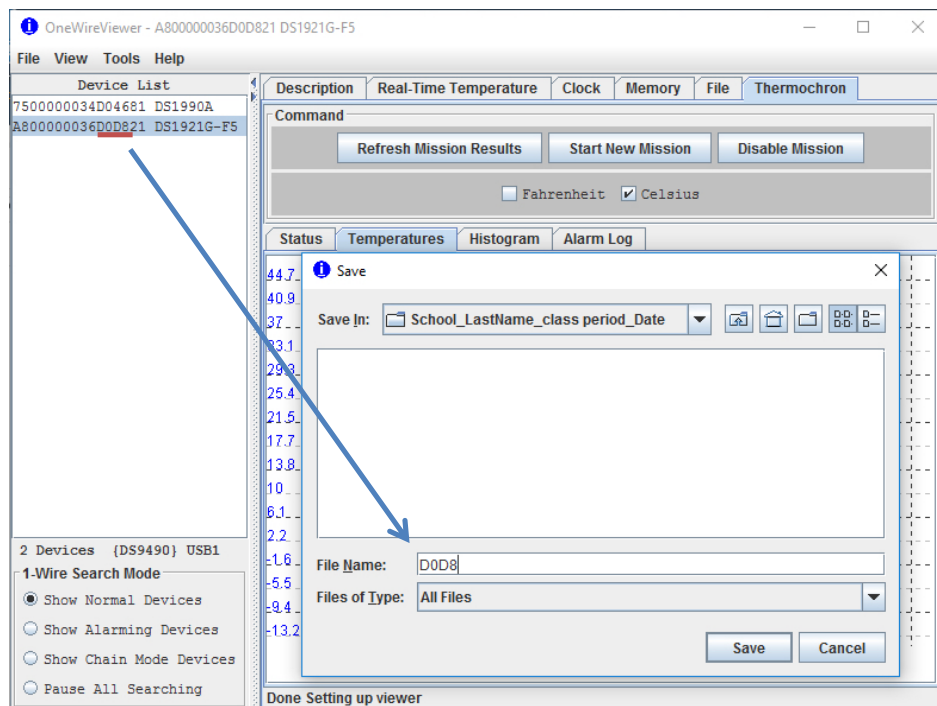 OneWireViewer - A800000036D0D821 DS1921G-F5
File View Tools Help
Device List
7500000034D04681 DS1990A
A800000036D0D821 DS1921G-F5
2 Devices {DS9490} USB1
1-Wire Search Mode
Show Normal Devices
Show Alarming Devices
Show Chain Mode Devices
Pause All Searching
Description Real-Time Temperature Clock Memory File Thermochron
Command
Refresh Mission Results Start New Mission Disable Mission
Fahrenheit Celsius
Status Temperatures Histogram Alarm Log
44.7
40.9
37
33.1
29.3
25.4
21.5
17.7
13.8
10
6.1
2.2
-1.6
-5.5
-9.4
-13.2
Save
Save In: School_LastName_class period_Date
File Name: D0D8
Files of Type: All Files
Save Cancel
Done Setting up viewer